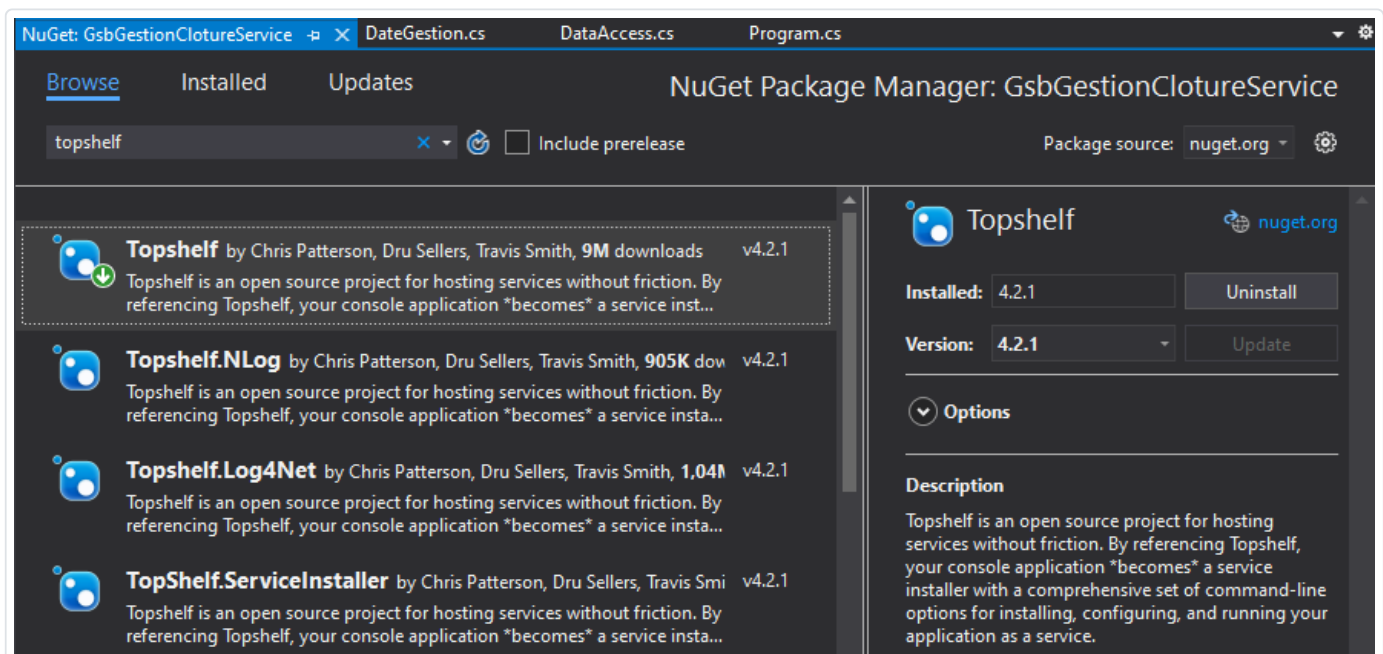 NuGet: GsbGestionClotureService DateGestion.cs DataAccess.cs Program.cs
Browse Installed Updates NuGet Package Manager: GsbGestionClotureService
topshelf Include prerelease Package source: nuget.org
Topshelf by Chris Patterson, Dru Sellers, Travis Smith, 9M downloads v4.2.1
Topshelf is an open source project for hosting services without friction. By
referencing Topshelf, your console application *becomes* a service inst...
Topshelf.NLog by Chris Patterson, Dru Sellers, Travis Smith, 905K dow v4.2.1
Topshelf is an open source project for hosting services without friction. By
referencing Topshelf, your console application *becomes* a service insta...
Topshelf.Log4Net by Chris Patterson, Dru Sellers, Travis Smith, 1,04M v4.2.1
Topshelf is an open source project for hosting services without friction. By
referencing Topshelf, your console application *becomes* a service insta...
TopShelf.ServiceInstaller by Chris Patterson, Dru Sellers, Travis Smi v4.2.1
Topshelf is an open source project for hosting services without friction. By
referencing Topshelf, your console application *becomes* a service insta...
Topshelf nuget.org
Installed: 4.2.1 Uninstall
Version: 4.2.1 Update
Options
Description
Topshelf is an open source project for hosting
services without friction. By referencing Topshelf,
your console application *becomes* a service
installer with a comprehensive set of command-line
options for installing, configuring, and running your
application as a service.